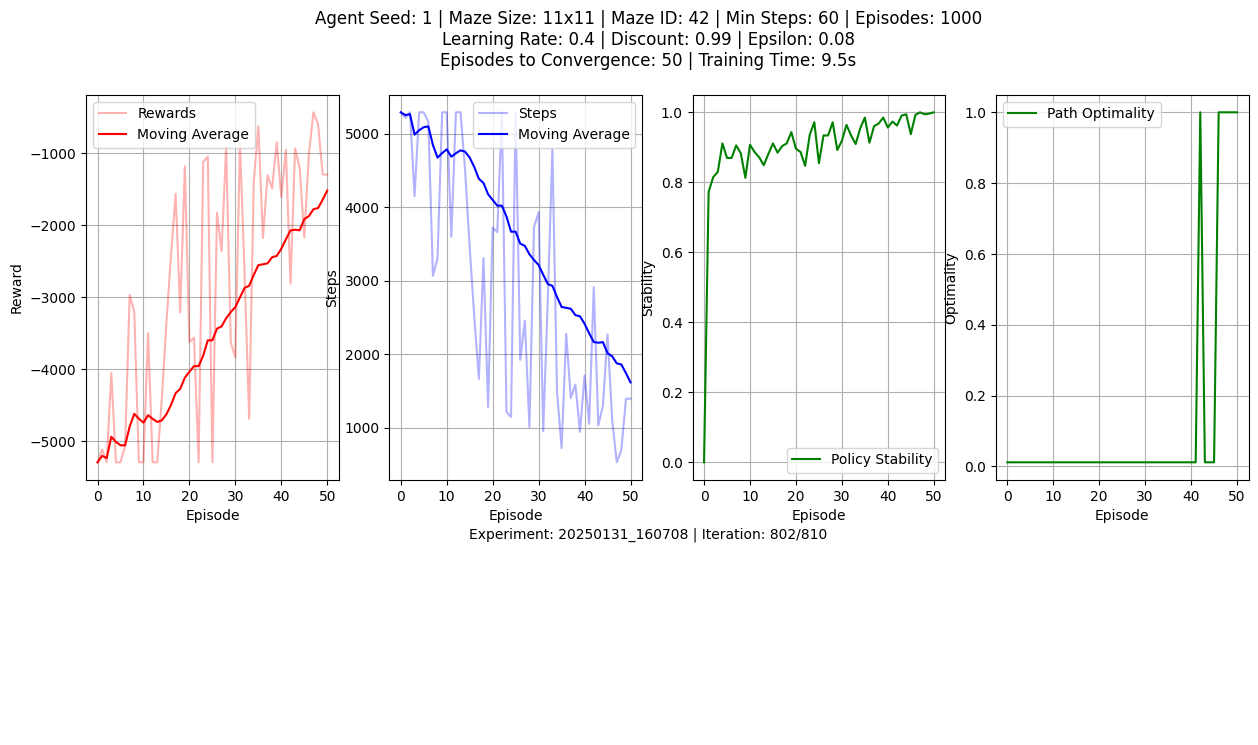 Agent Seed: 1 | Maze Size: 11x11 | Maze ID: 42 | Min Steps: 60 | Episodes: 1000
Learning Rate: 0.4 | Discount: 0.99 | Epsilon: 0.08
Episodes to Convergence: 50 | Training Time: 9.5s
Rewards
Moving Average
−1000
−2000
−3000
−4000
−5000
Reward
0 10 20 30 40 50
Episode
Steps
Moving Average
5000
4000
3000
2000
1000
Steps
0 10 20 30 40 50
Episode
1.0
0.8
0.6
0.4
0.2
0.0
Stability
Policy Stability
0 10 20 30 40 50
Episode
Path Optimality
1.0
0.8
0.6
0.4
0.2
0.0
Optimality
0 10 20 30 40 50
Episode
Experiment: 20250131_160708 | Iteration: 802/810